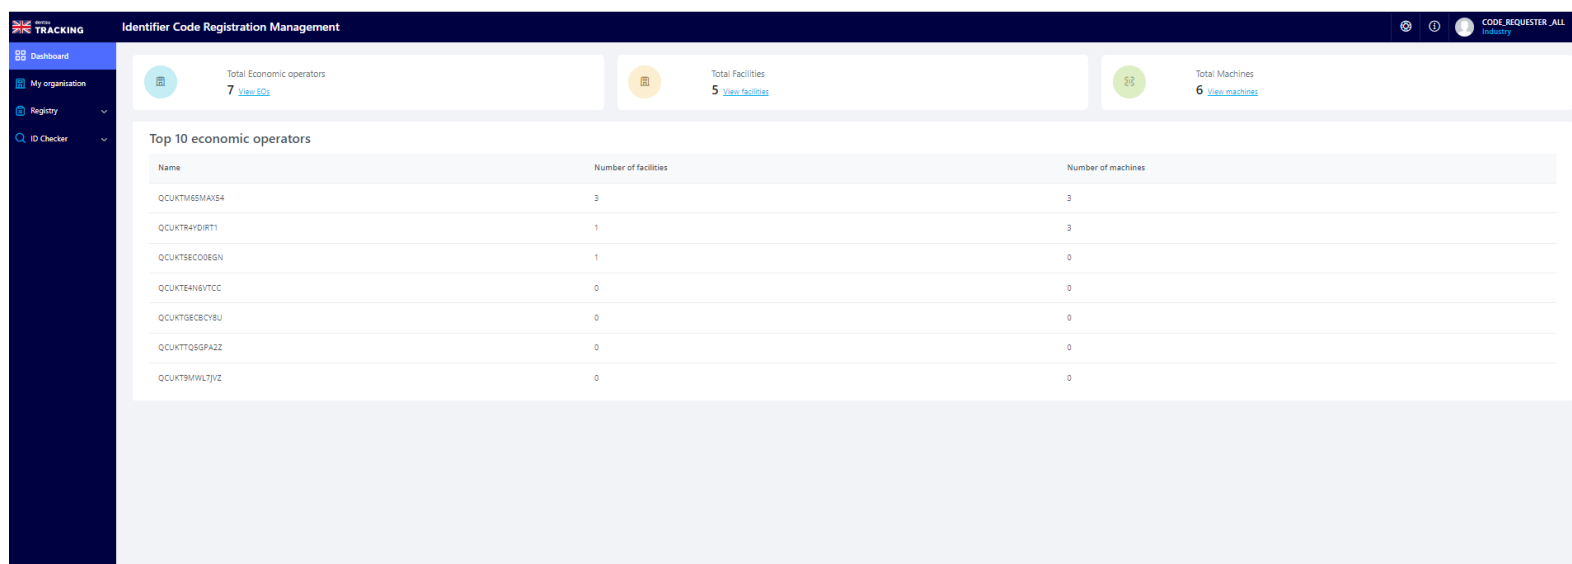 TRACKING
Identifier Code Registration Management
CODE_REQUESTER_ALL
Industry
Dashboard
My organisation
Registry
ID Checker
Total Economic operators
7 View EOs
Total Facilities
5 View facilities
Total Machines
6 View machines
Top 10 economic operators
Name Number of facilities Number of machines
QCUKTM65MAX54 3 3
QCUKTR4YDIRT1 1 3
QCUKT5ECO0EGN 1 0
QCUKTE4N6VTCC 0 0
QCUKTGECBCY8U 0 0
QCUKTTQ5GPA2Z 0 0
QCUKT9MWL7JVZ 0 0